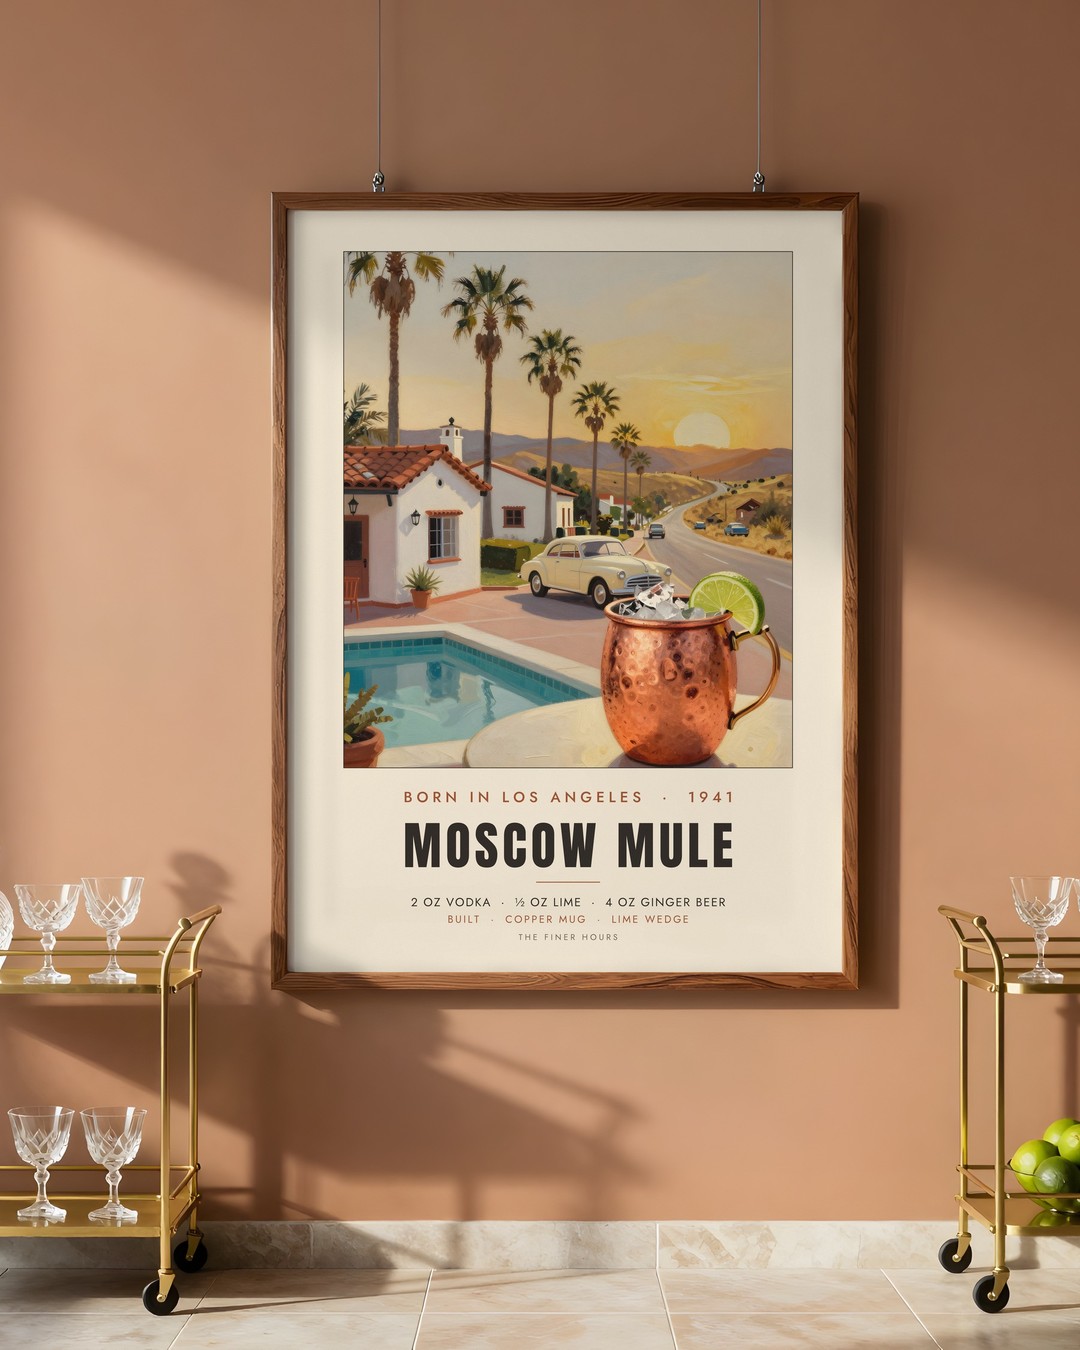 BORN IN LOS ANGELES · 1941
MOSCOW MULE
2 OZ VODKA · ½ OZ LIME · 4 OZ GINGER BEER
BUILT · COPPER MUG · LIME WEDGE
THE FINER HOURS